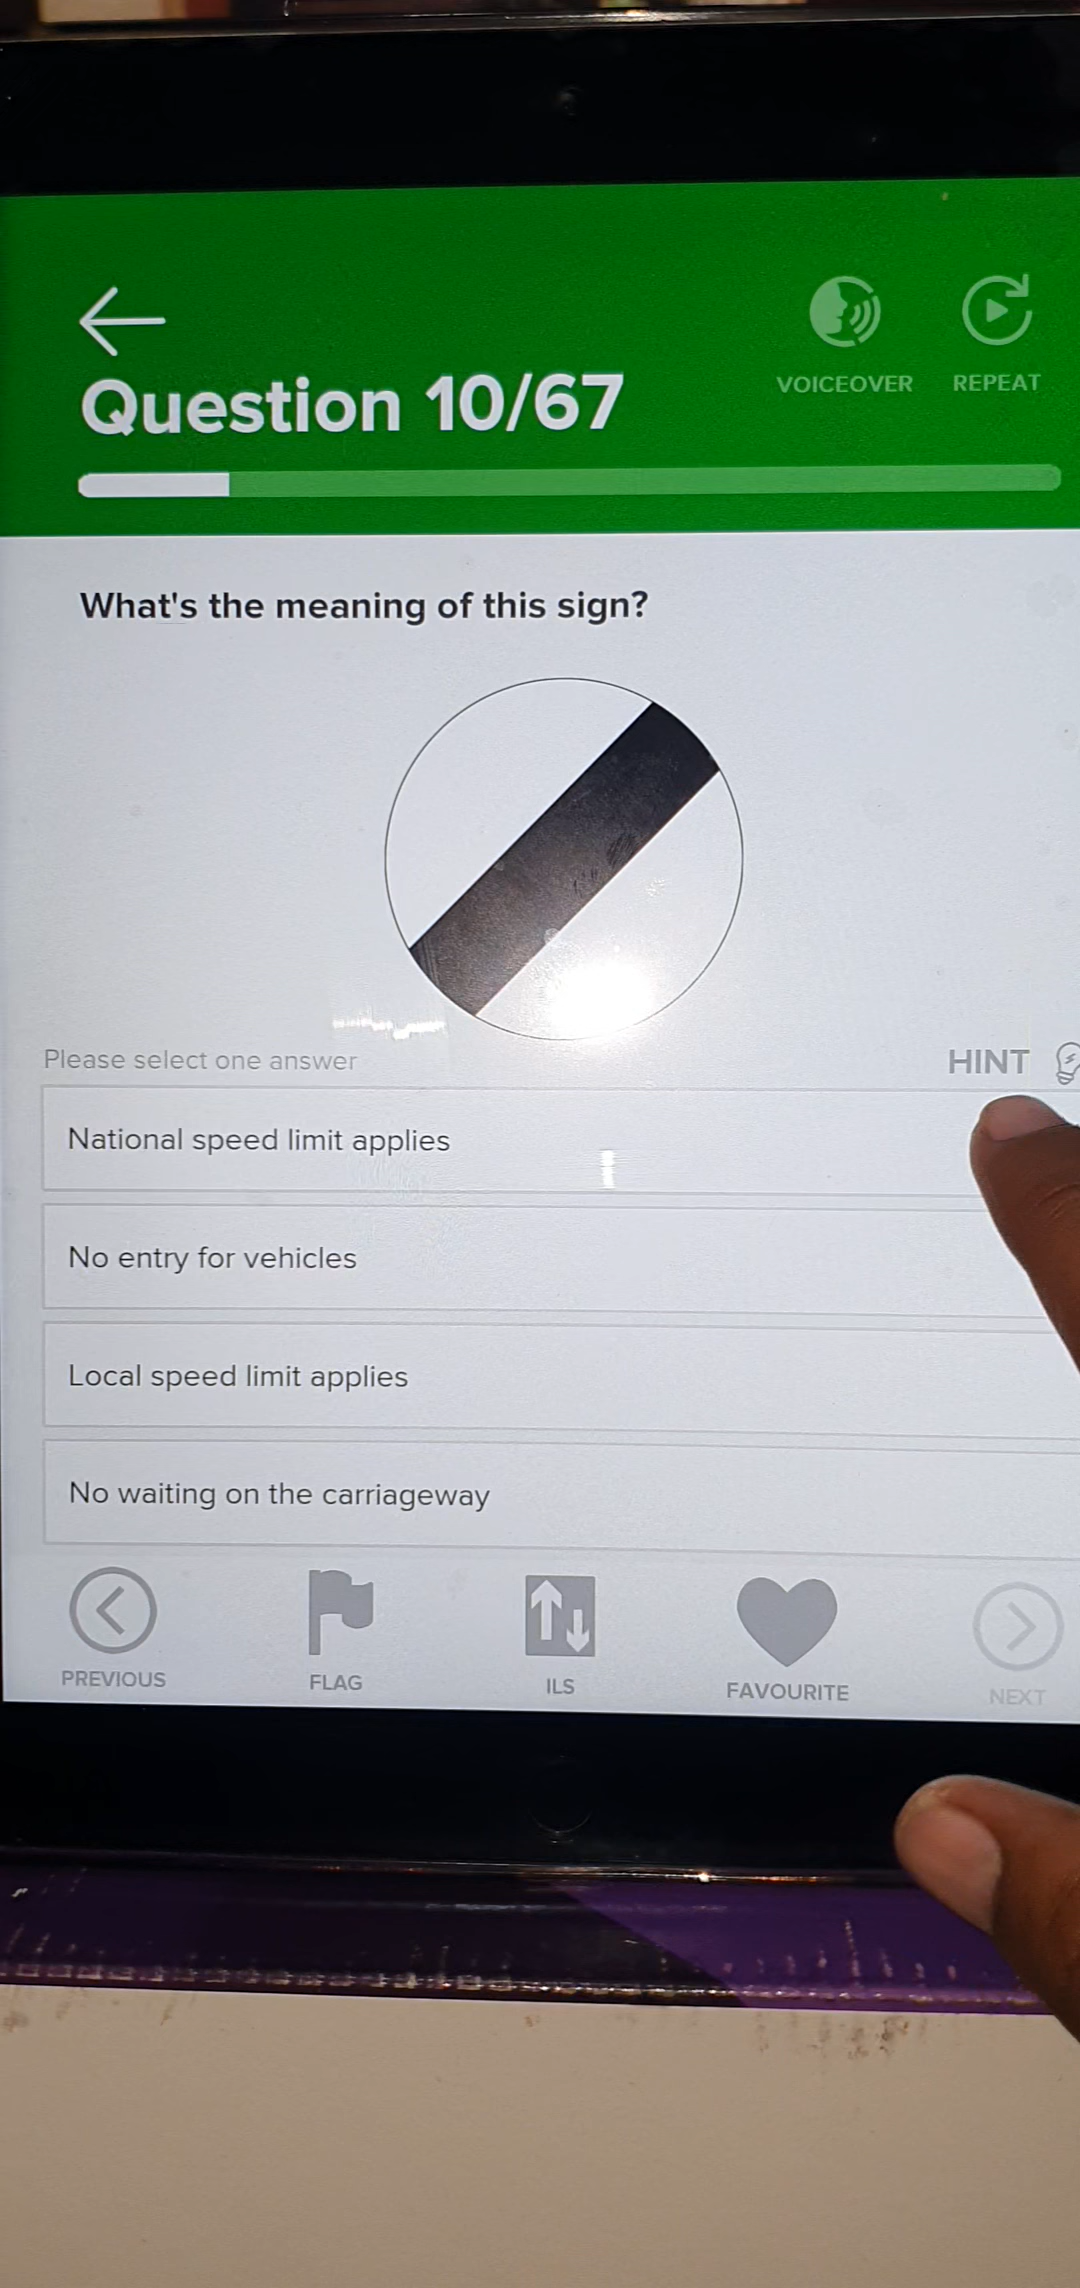 VOICEOVER REPEAT
Question 10/67
What's the meaning of this sign?
Please select one answer HINT
National speed limit applies
No entry for vehicles
Local speed limit applies
No waiting on the carriageway
PREVIOUS FLAG ILS FAVOURITE NEXT